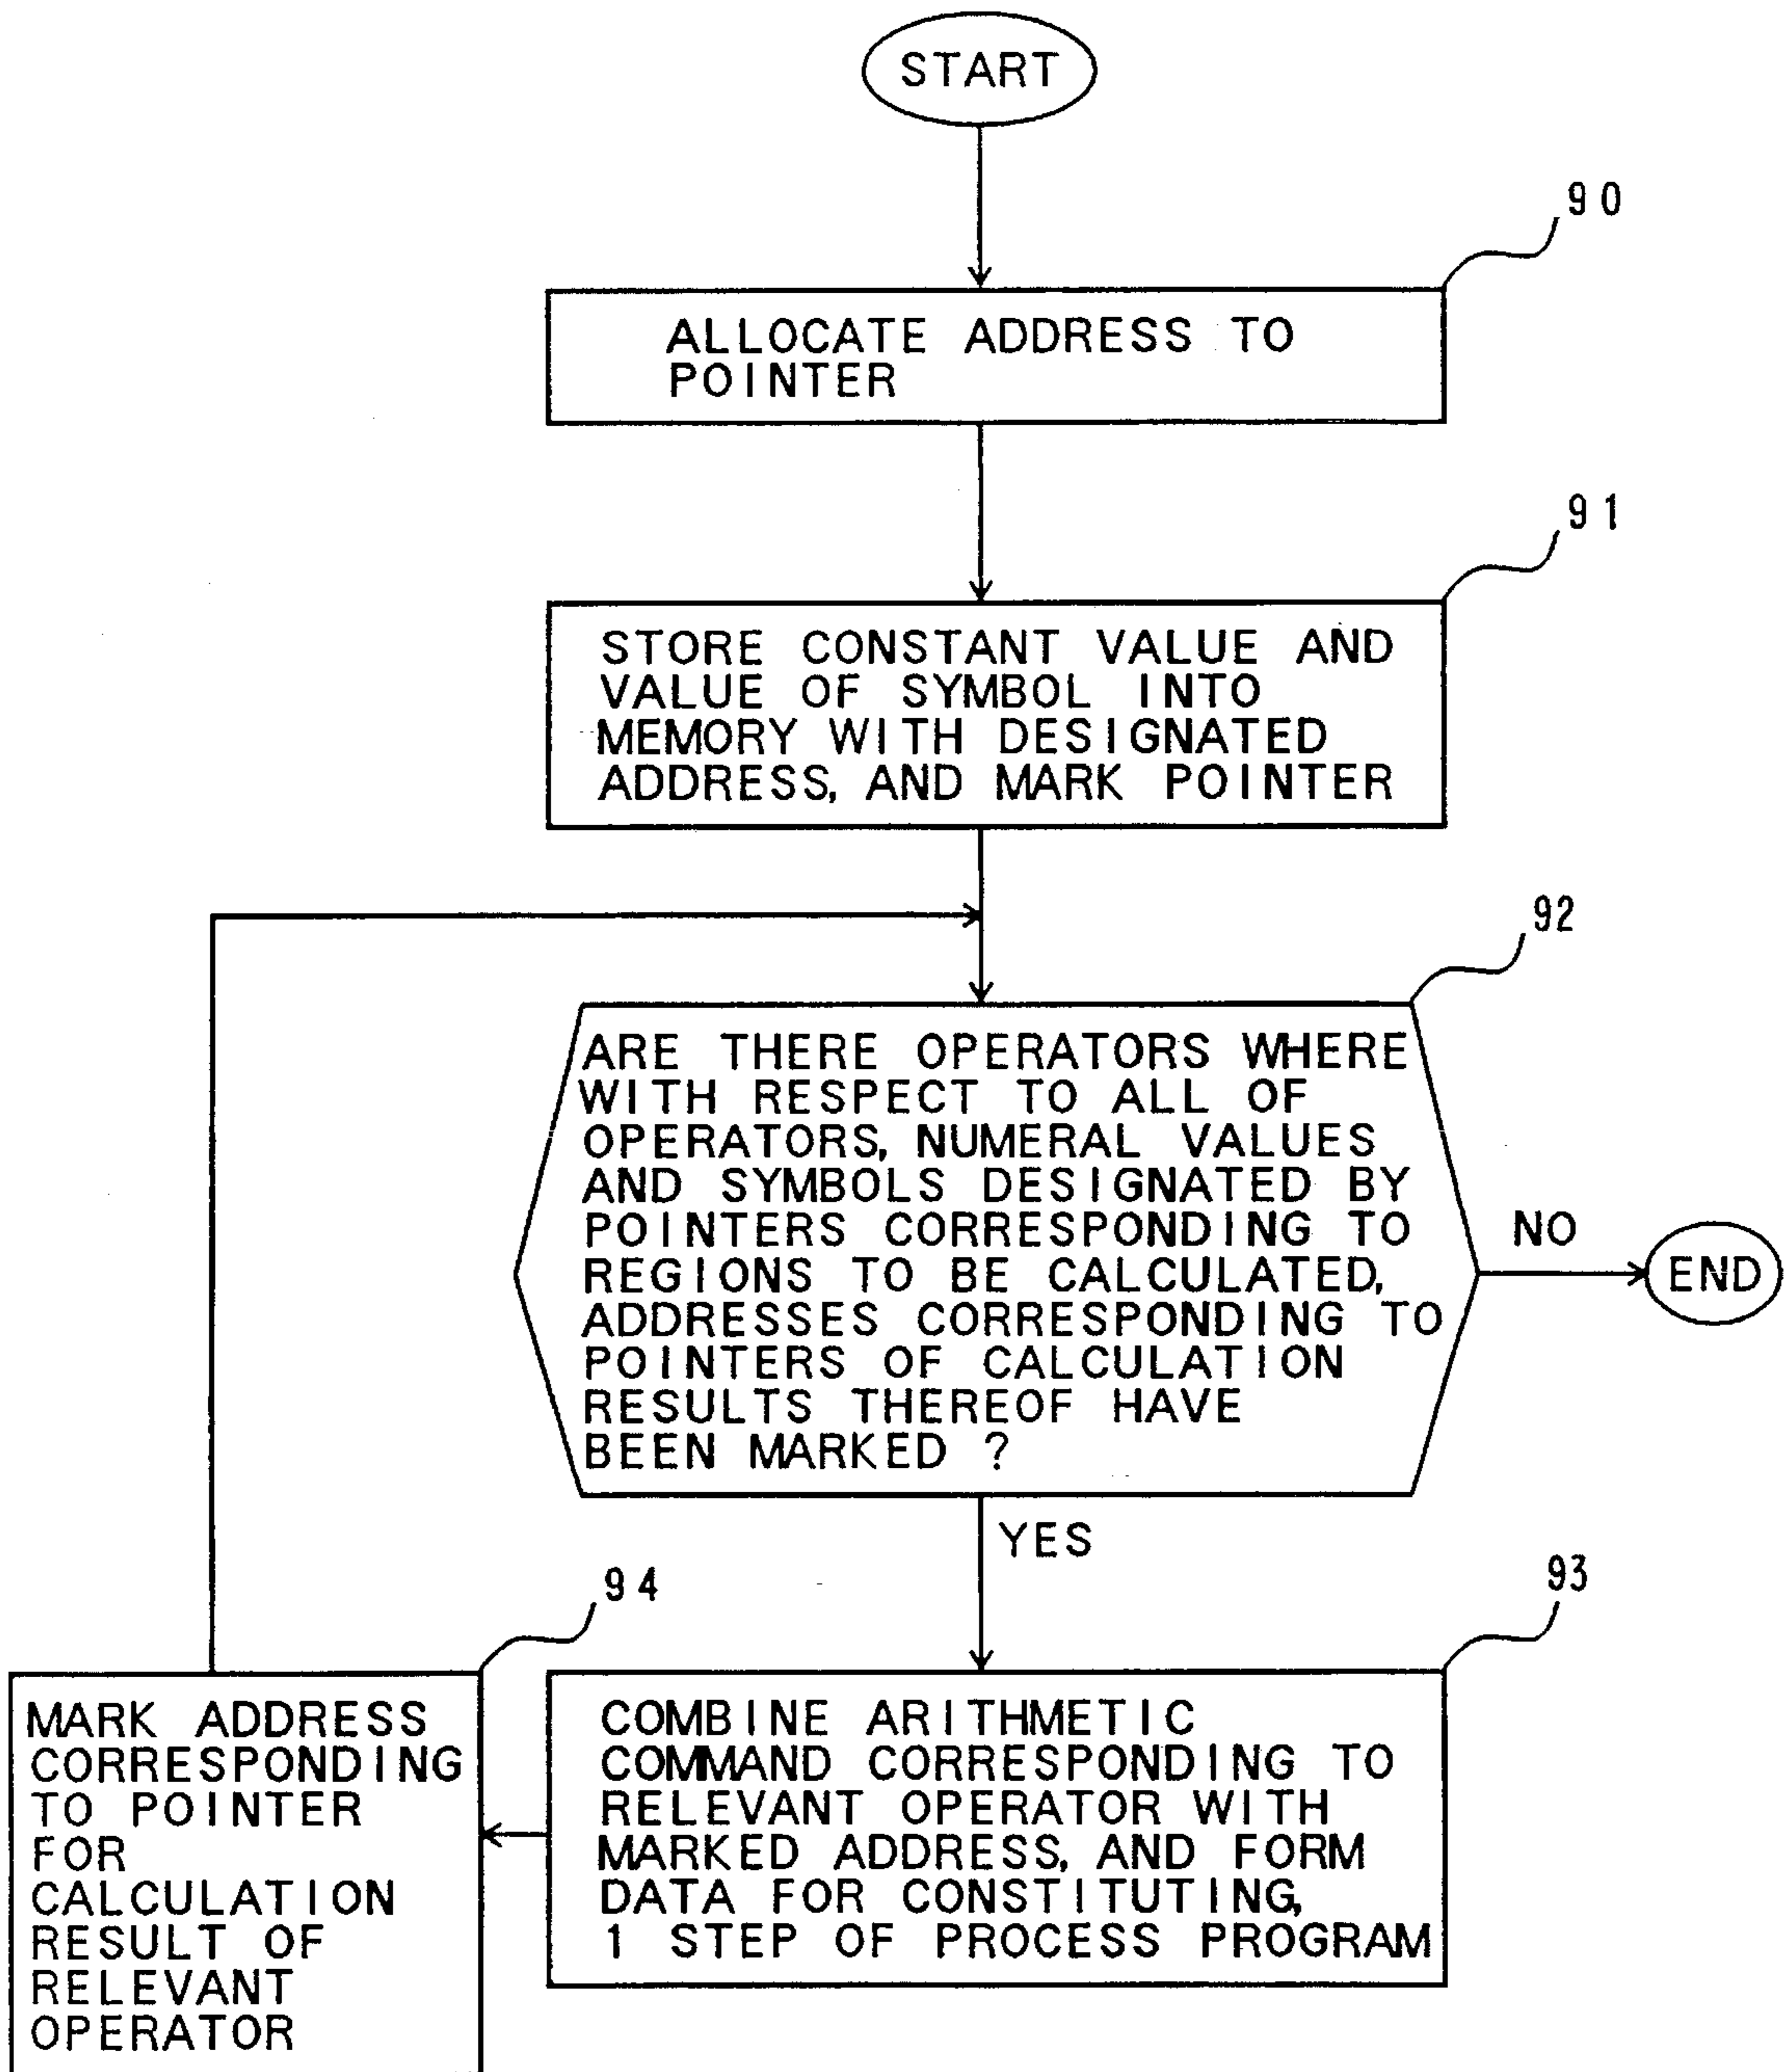 START
90
ALLOCATE ADDRESS TO
POINTER
91
STORE CONSTANT VALUE AND
VALUE OF SYMBOL INTO
MEMORY WITH DESIGNATED
ADDRESS, AND MARK POINTER
92
ARE THERE OPERATORS WHERE
WITH RESPECT TO ALL OF
OPERATORS, NUMERAL VALUES
AND SYMBOLS DESIGNATED BY
POINTERS CORRESPONDING TO
REGIONS TO BE CALCULATED,
ADDRESSES CORRESPONDING TO
POINTERS OF CALCULATION
RESULTS THEREOF HAVE
BEEN MARKED ?
NO
END
YES
93
COMBINE ARITHMETIC
COMMAND CORRESPONDING TO
RELEVANT OPERATOR WITH
MARKED ADDRESS, AND FORM
DATA FOR CONSTITUTING,
1 STEP OF PROCESS PROGRAM
94
MARK ADDRESS
CORRESPONDING
TO POINTER
FOR
CALCULATION
RESULT OF
RELEVANT
OPERATOR